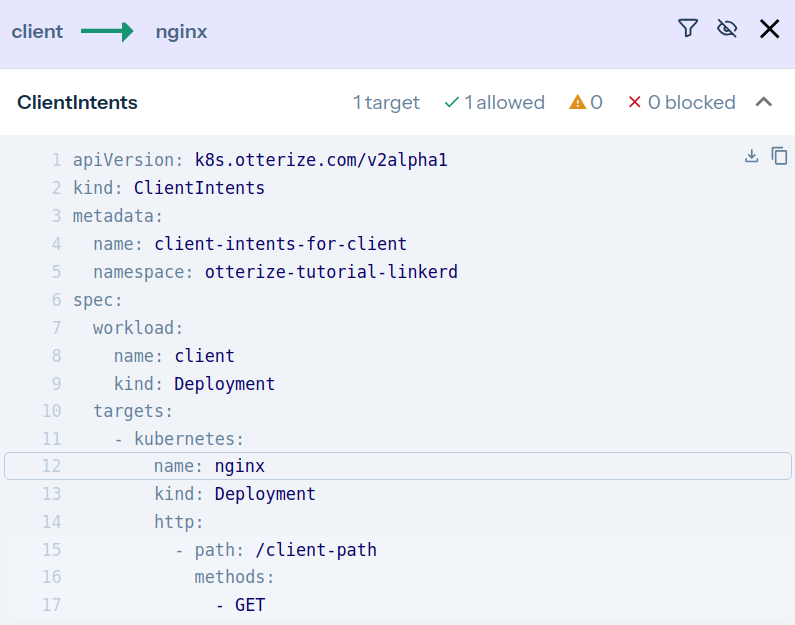 client nginx
ClientIntents 1 target 1 allowed 0 0 blocked
1 apiVersion: k8s.otterize.com/v2alpha1
2 kind: ClientIntents
3 metadata:
4   name: client-intents-for-client
5   namespace: otterize-tutorial-linkerd
6 spec:
7   workload:
8     name: client
9     kind: Deployment
10   targets:
11     - kubernetes:
12         name: nginx
13         kind: Deployment
14         http:
15           - path: /client-path
16             methods:
17               - GET